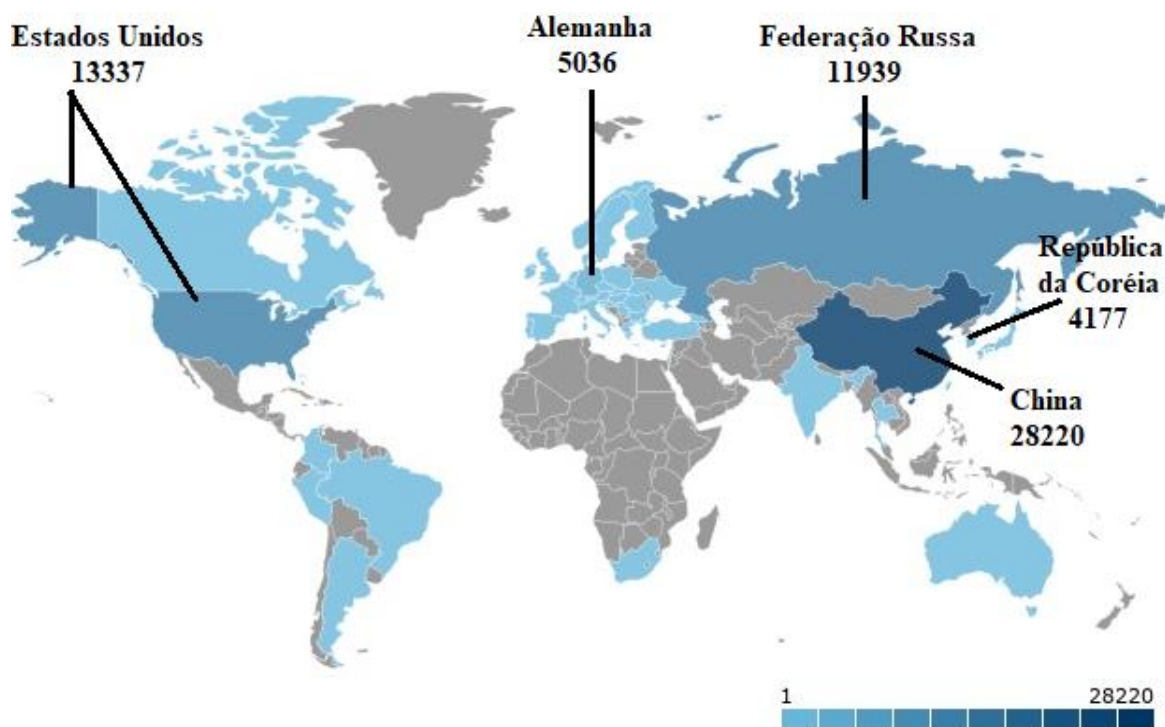 Estados Unidos
13337
Alemanha
5036
Federação Russa
11939
República
da Coréia
4177
China
28220
1 28220